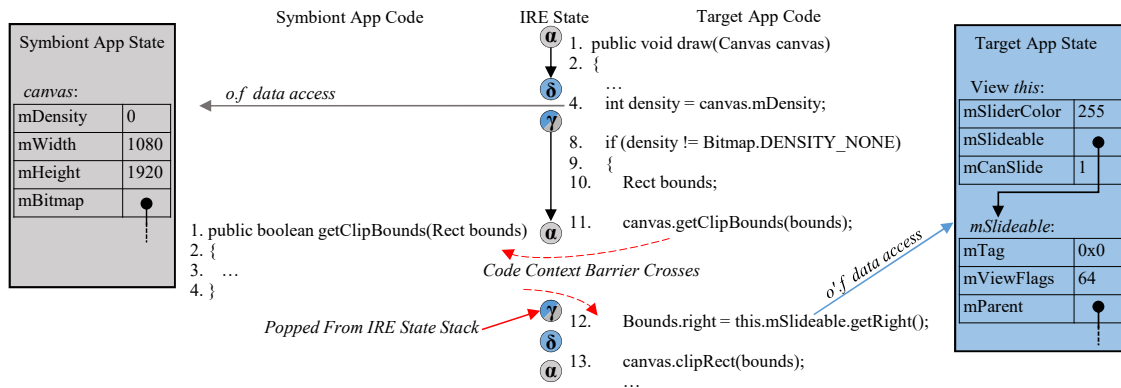 Symbiont App Code
IRE State
Target App Code
Symbiont App State
canvas:
mDensity 0
mWidth 1080
mHeight 1920
mBitmap
α
δ
γ
α
γ
δ
α
1. public void draw(Canvas canvas)
2. {
…
4. int density = canvas.mDensity;
8. if (density != Bitmap.DENSITY_NONE)
9. {
10. Rect bounds;
11. canvas.getClipBounds(bounds);
o.f data access
1. public boolean getClipBounds(Rect bounds)
2. {
3. …
4. }
Code Context Barrier Crosses
Popped From IRE State Stack
12. Bounds.right = this.mSlideable.getRight();
13. canvas.clipRect(bounds);
…
o'.f data access
Target App State
View this:
mSliderColor 255
mSlideable
mCanSlide 1
mSlideable:
mTag 0x0
mViewFlags 64
mParent